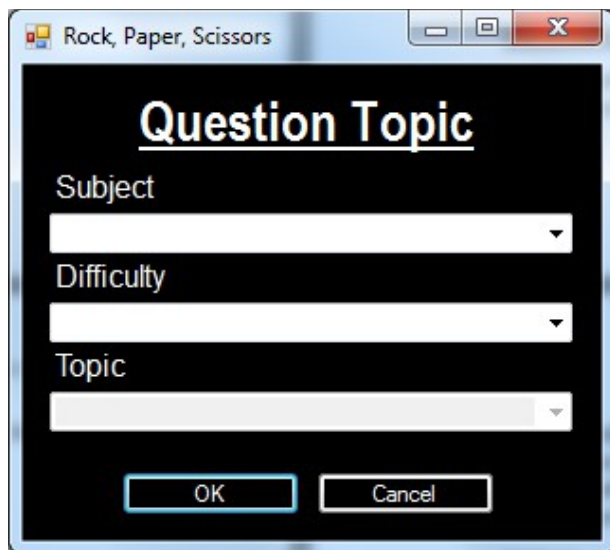 Rock, Paper, Scissors
Question Topic
Subject
Difficulty
Topic
OK Cancel